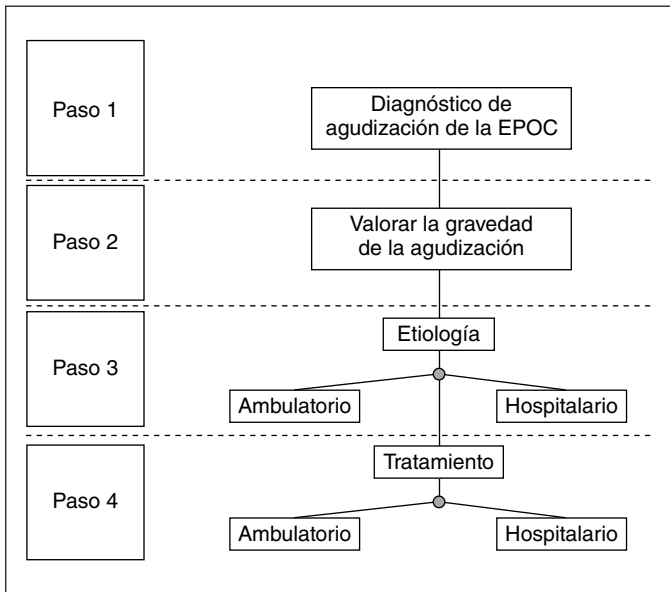 Paso 1
Diagnóstico de
agudización de la EPOC
Paso 2
Valorar la gravedad
de la agudización
Paso 3
Etiología
Ambulatorio
Hospitalario
Paso 4
Tratamiento
Ambulatorio
Hospitalario